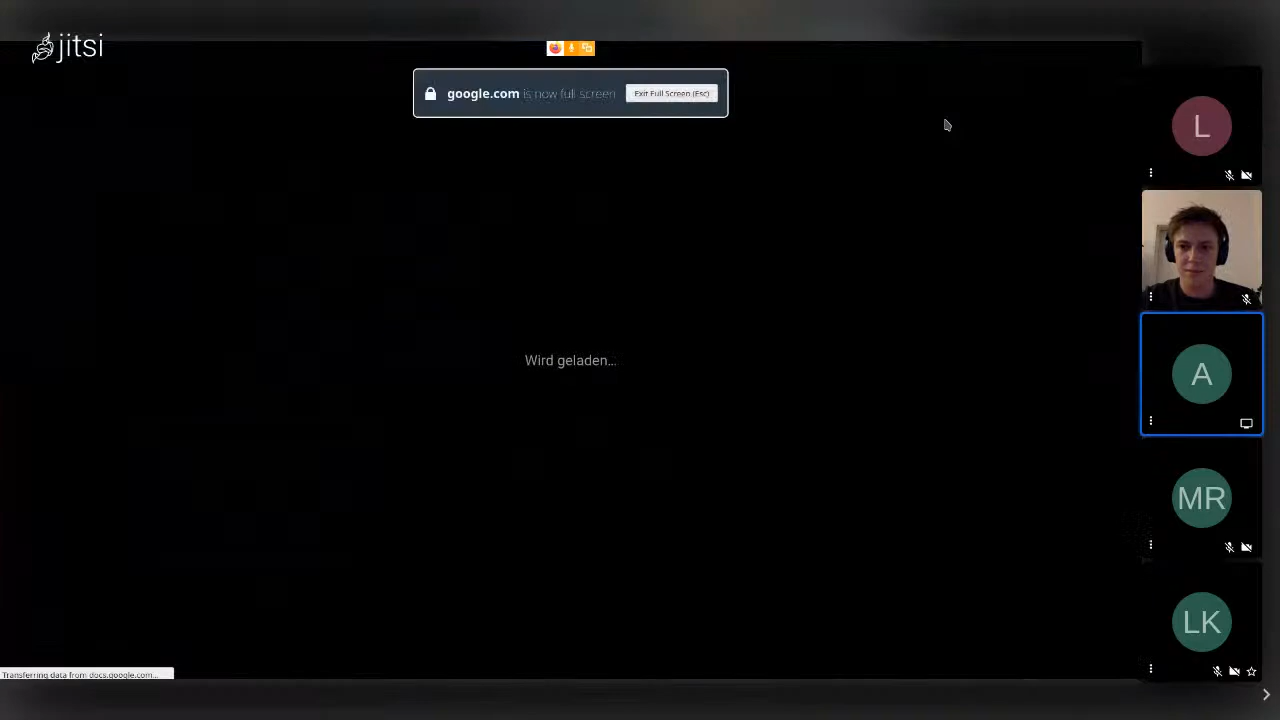 jitsi
google.com is now full screen
Exit Full Screen (Esc)
L
Wird geladen...
A
MR
LK
Transferring data from docs.google.com...